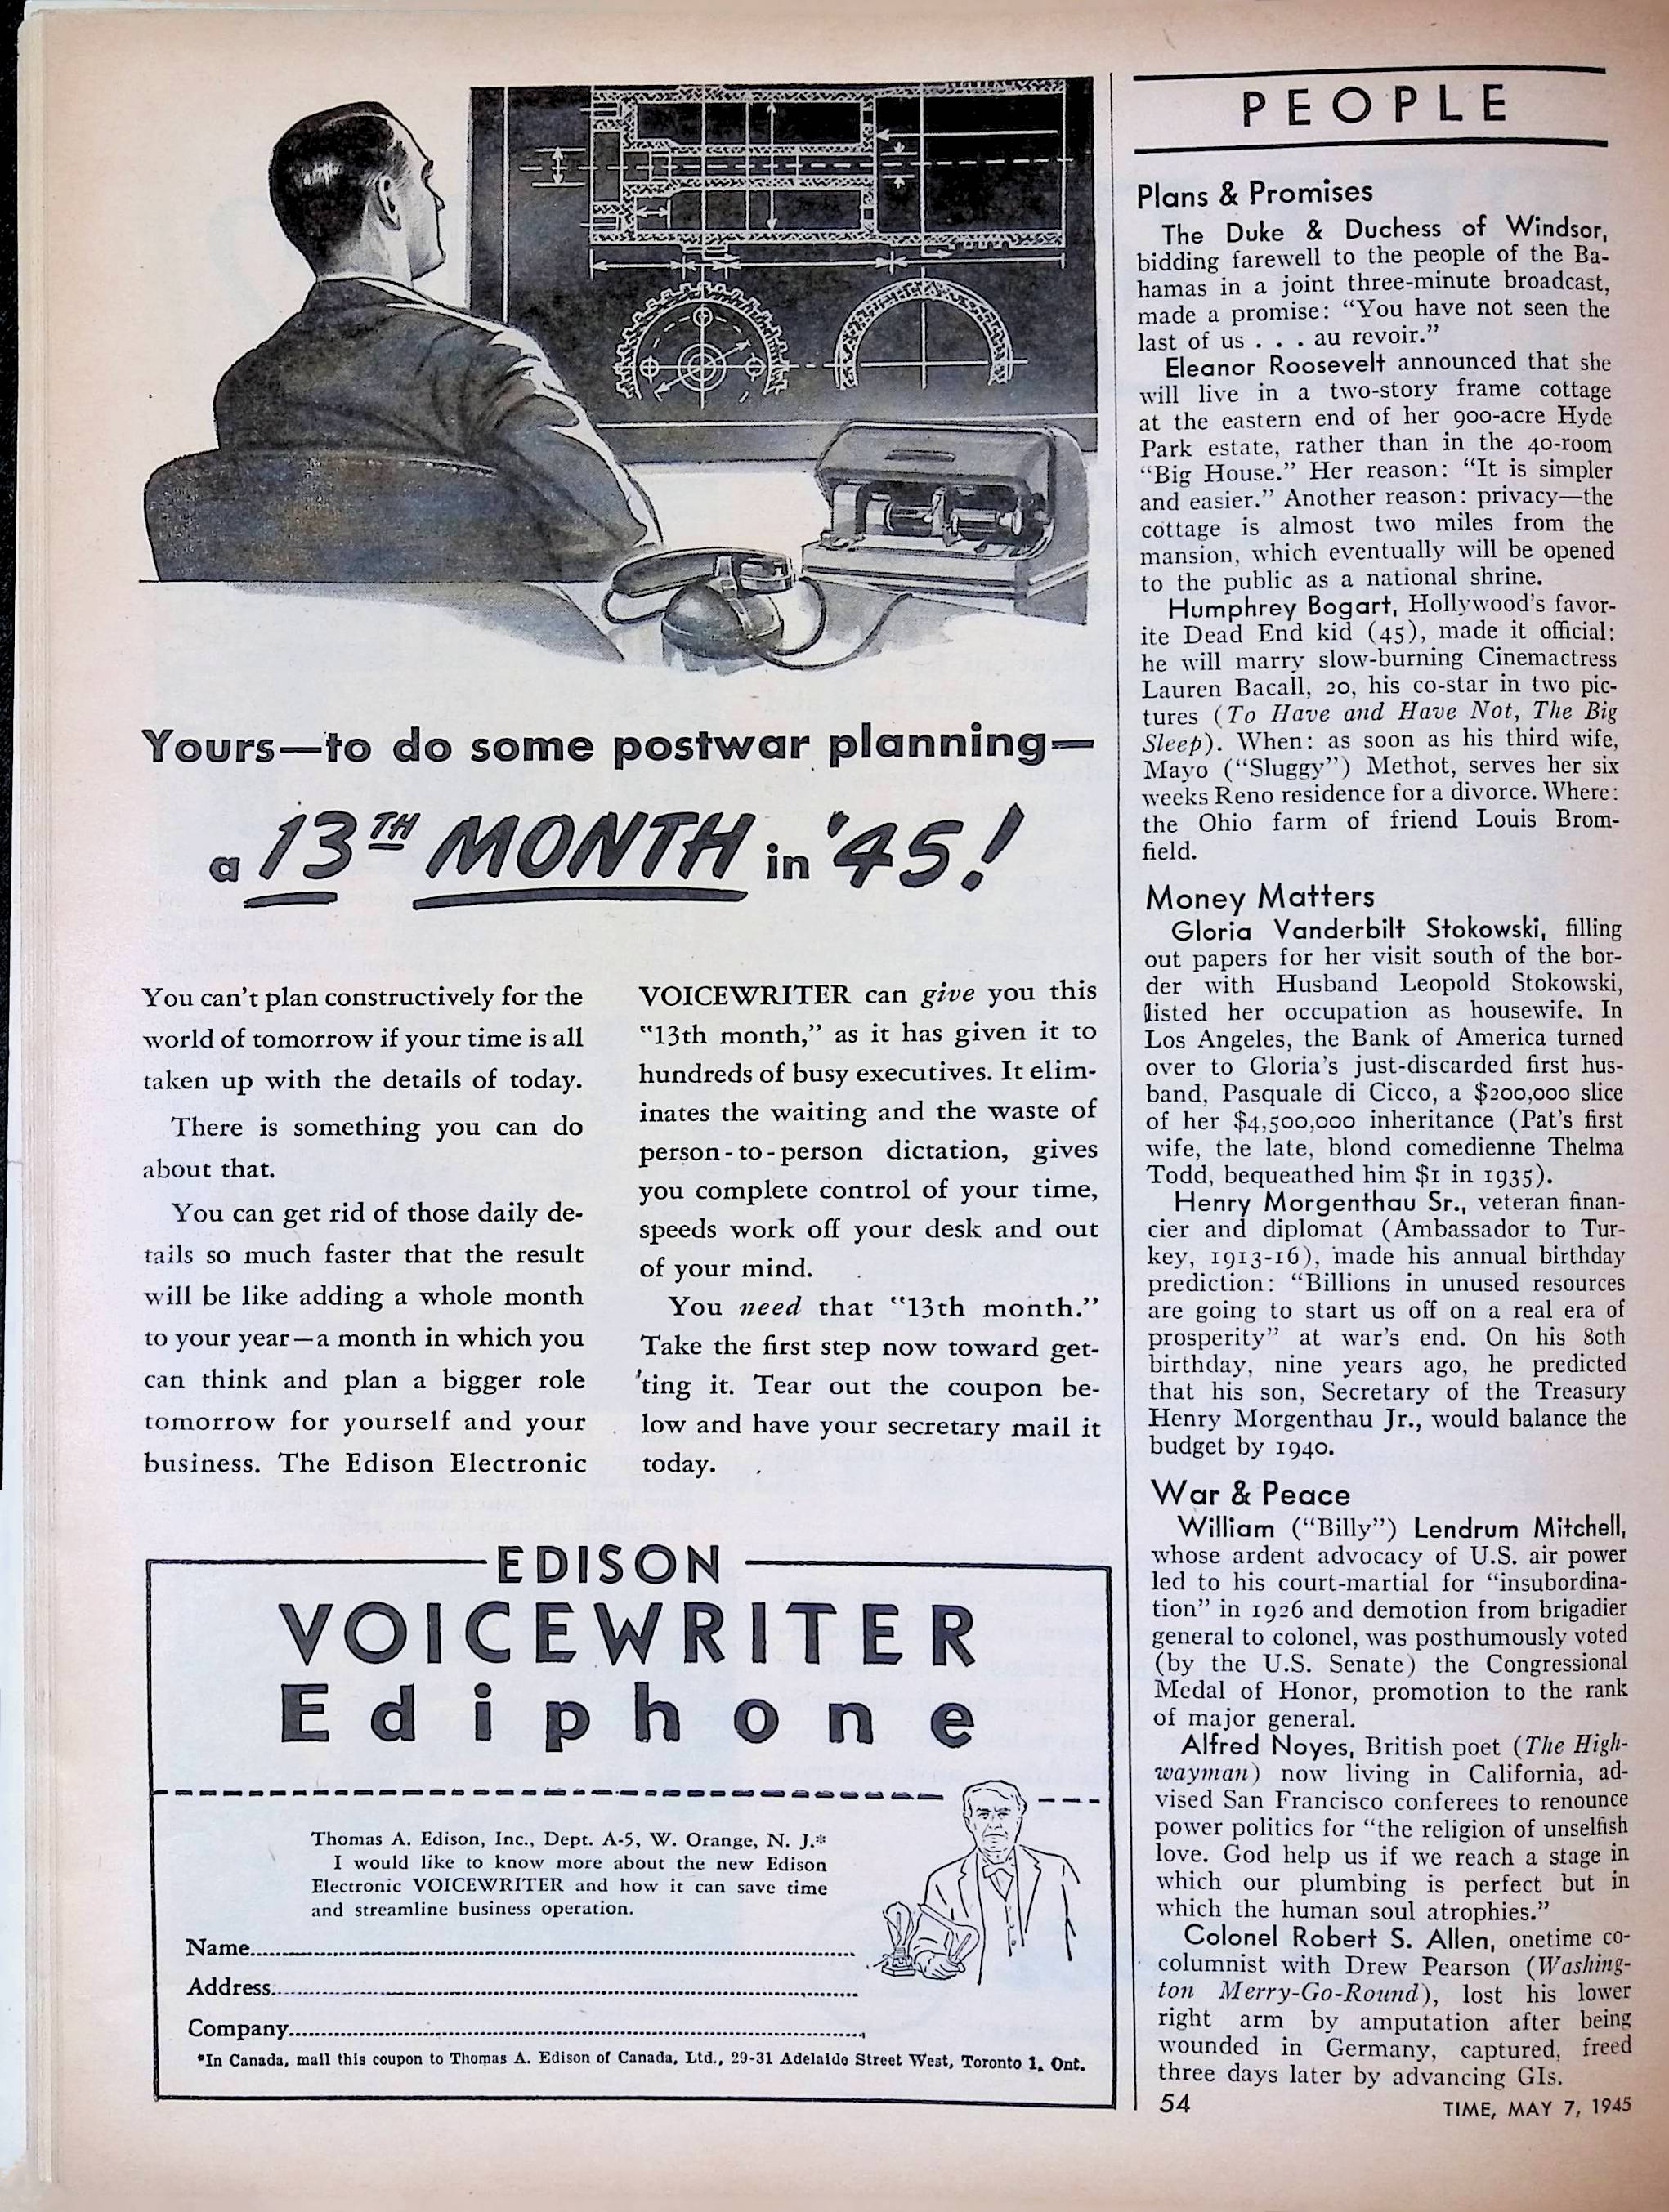 Yours—to do some postwar planning—
a 13TH MONTH in '45!
You can't plan constructively for the
world of tomorrow if your time is all
taken up with the details of today.
There is something you can do
about that.
You can get rid of those daily de-
tails so much faster that the result
will be like adding a whole month
to your year—a month in which you
can think and plan a bigger role
tomorrow for yourself and your
business. The Edison Electronic
VOICEWRITER can give you this
"13th month," as it has given it to
hundreds of busy executives. It elim-
inates the waiting and the waste of
person-to-person dictation, gives
you complete control of your time,
speeds work off your desk and out
of your mind.
You need that "13th month."
Take the first step now toward get-
ting it. Tear out the coupon be-
low and have your secretary mail it
today.
EDISON
VOICEWRITER
Ediphone
Thomas A. Edison, Inc., Dept. A-5, W. Orange, N. J.*
I would like to know more about the new Edison
Electronic VOICEWRITER and how it can save time
and streamline business operation.
Name
Address
Company
*In Canada, mail this coupon to Thomas A. Edison of Canada, Ltd., 29-31 Adelaide Street West, Toronto 1, Ont.
PEOPLE
Plans & Promises
The Duke & Duchess of Windsor,
bidding farewell to the people of the Ba-
hamas in a joint three-minute broadcast,
made a promise: "You have not seen the
last of us . . . au revoir."
Eleanor Roosevelt announced that she
will live in a two-story frame cottage
at the eastern end of her 900-acre Hyde
Park estate, rather than in the 40-room
"Big House." Her reason: "It is simpler
and easier." Another reason: privacy—the
cottage is almost two miles from the
mansion, which eventually will be opened
to the public as a national shrine.
Humphrey Bogart, Hollywood's favor-
ite Dead End kid (45), made it official:
he will marry slow-burning Cinemactress
Lauren Bacall, 20, his co-star in two pic-
tures (To Have and Have Not, The Big
Sleep). When: as soon as his third wife,
Mayo ("Sluggy") Methot, serves her six
weeks Reno residence for a divorce. Where:
the Ohio farm of friend Louis Brom-
field.
Money Matters
Gloria Vanderbilt Stokowski, filling
out papers for her visit south of the bor-
der with Husband Leopold Stokowski,
listed her occupation as housewife. In
Los Angeles, the Bank of America turned
over to Gloria's just-discarded first hus-
band, Pasquale di Cicco, a $200,000 slice
of her $4,500,000 inheritance (Pat's first
wife, the late, blond comedienne Thelma
Todd, bequeathed him $1 in 1935).
Henry Morgenthau Sr., veteran finan-
cier and diplomat (Ambassador to Tur-
key, 1913-16), made his annual birthday
prediction: "Billions in unused resources
are going to start us off on a real era of
prosperity" at war's end. On his 80th
birthday, nine years ago, he predicted
that his son, Secretary of the Treasury
Henry Morgenthau Jr., would balance the
budget by 1940.
War & Peace
William ("Billy") Lendrum Mitchell,
whose ardent advocacy of U.S. air power
led to his court-martial for "insubordina-
tion" in 1926 and demotion from brigadier
general to colonel, was posthumously voted
(by the U.S. Senate) the Congressional
Medal of Honor, promotion to the rank
of major general.
Alfred Noyes, British poet (The High-
wayman) now living in California, ad-
vised San Francisco conferees to renounce
power politics for "the religion of unselfish
love. God help us if we reach a stage in
which our plumbing is perfect but in
which the human soul atrophies."
Colonel Robert S. Allen, onetime co-
columnist with Drew Pearson (Washing-
ton Merry-Go-Round), lost his lower
right arm by amputation after being
wounded in Germany, captured, freed
three days later by advancing GIs.
54
TIME, MAY 7, 1945